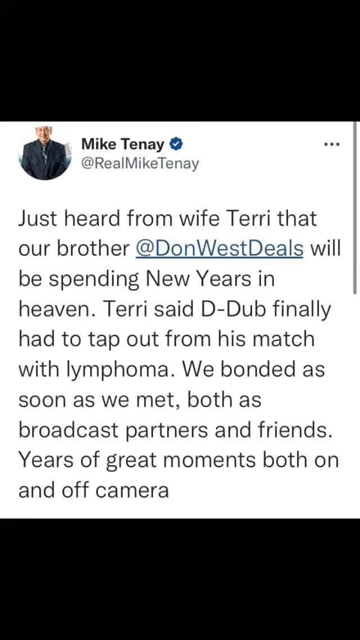 Mike Tenay
@RealMikeTenay
Just heard from wife Terri that
our brother @DonWestDeals will
be spending New Years in
heaven. Terri said D-Dub finally
had to tap out from his match
with lymphoma. We bonded as
soon as we met, both as
broadcast partners and friends.
Years of great moments both on
and off camera